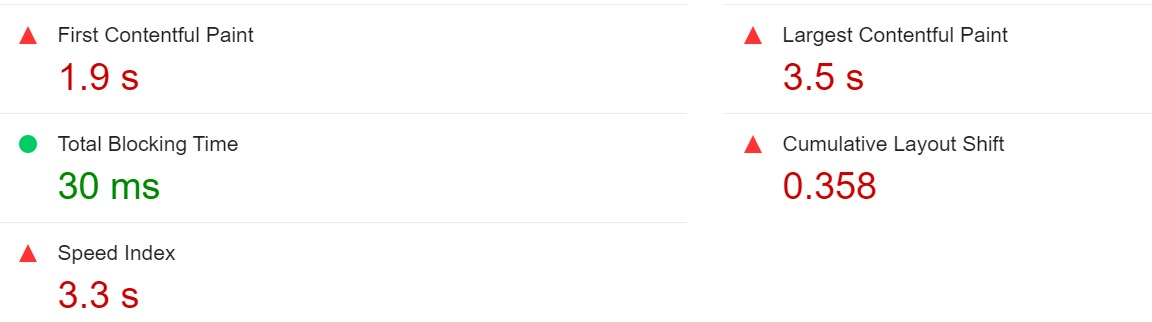 First Contentful Paint
1.9 s
Largest Contentful Paint
3.5 s
Total Blocking Time
30 ms
Cumulative Layout Shift
0.358
Speed Index
3.3 s